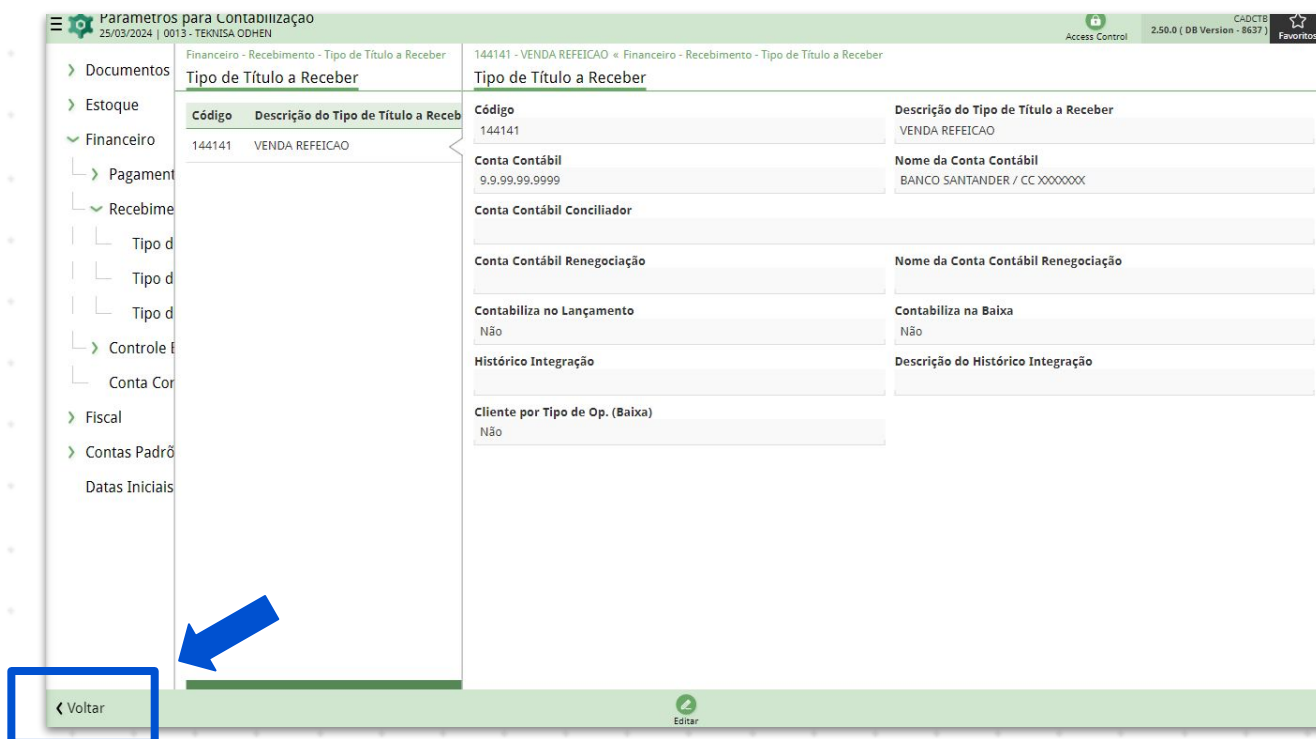 Parâmetros para Contabilização
25/03/2024 | 0013 - TEKNISA ODHEN
Access Control
CADCTB
2.50.0 ( DB Version - 8637 )
Favoritos
Documentos
Estoque
Financeiro
Pagament
Recebime
Tipo d
Tipo d
Tipo d
Controle E
Conta Con
Fiscal
Contas Padrõ
Datas Iniciais
Financeiro - Recebimento - Tipo de Título a Receber
Tipo de Título a Receber
Código Descrição do Tipo de Título a Receb
144141 VENDA REFEICAO
144141 - VENDA REFEICAO « Financeiro - Recebimento - Tipo de Título a Receber
Tipo de Título a Receber
Código Descrição do Tipo de Título a Receber
144141 VENDA REFEICAO
Conta Contábil Nome da Conta Contábil
9.9.99.99.9999 BANCO SANTANDER / CC XXXXXXX
Conta Contábil Conciliador
Conta Contábil Renegociação Nome da Conta Contábil Renegociação
Contabiliza no Lançamento Contabiliza na Baixa
Não Não
Histórico Integração Descrição do Histórico Integração
Cliente por Tipo de Op. (Baixa)
Não
Voltar
Editar